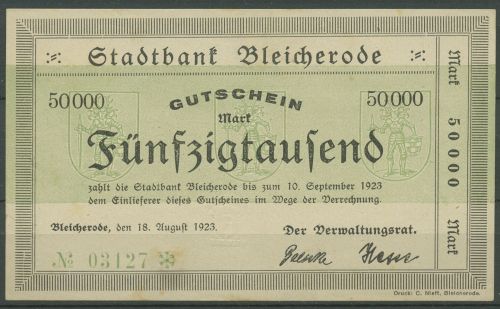 Stadtbank Bleicherode
50000
GUTSCHEIN
50000
Mark
Fünfzigtausend
zahlt die Stadtbank Bleicherode bis zum 10. September 1923
dem Einlieferer dieses Gutscheines im Wege der Verrechnung.
Bleicherode, den 18. August 1923.
Der Verwaltungsrat.
№ 03127 ✻
Hesse
Mark 50000 Mark
Druck: C. Nieft, Bleicherode.